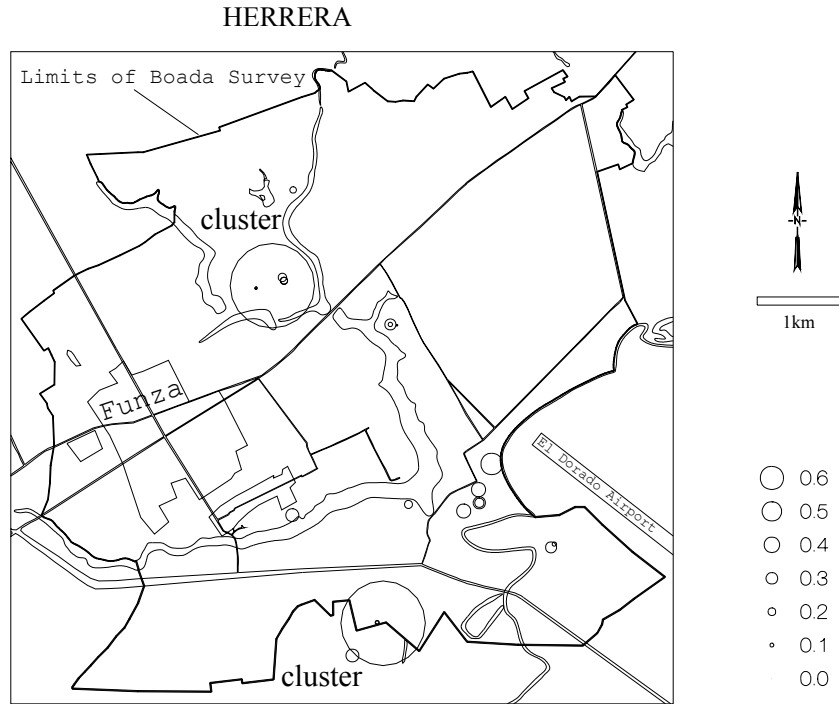 HERRERA
Limits of Boada Survey
cluster
N
1km
Funza
El Dorado Airport
0.6
0.5
0.4
0.3
0.2
0.1
0.0
cluster